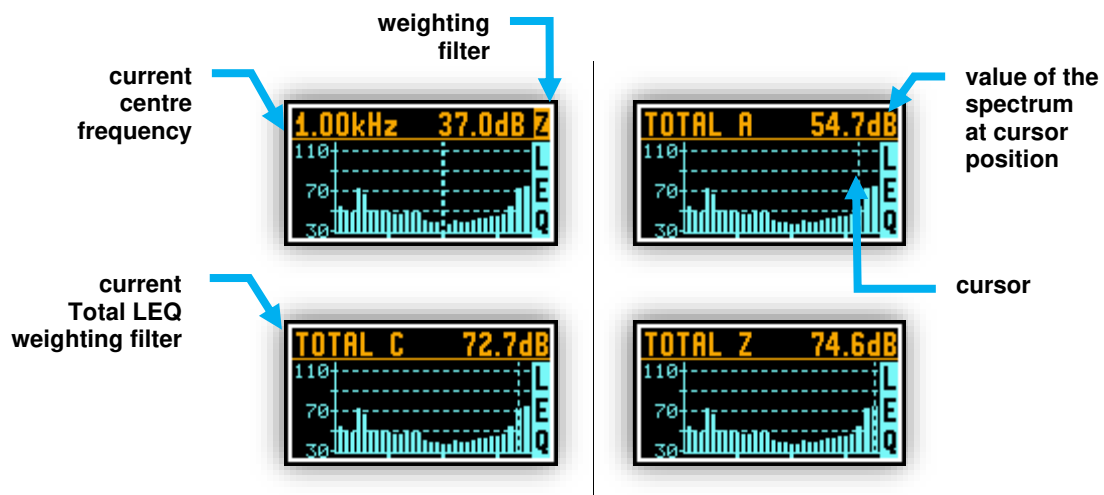 weighting
filter
current
centre
frequency
value of the
spectrum
at cursor
position
1.00kHz 37.0dB Z
110
70
30
L
E
Q
TOTAL A 54.7dB
110
70
30
L
E
Q
current
Total LEQ
weighting filter
cursor
TOTAL C 72.7dB
110
70
30
L
E
Q
TOTAL Z 74.6dB
110
70
30
L
E
Q